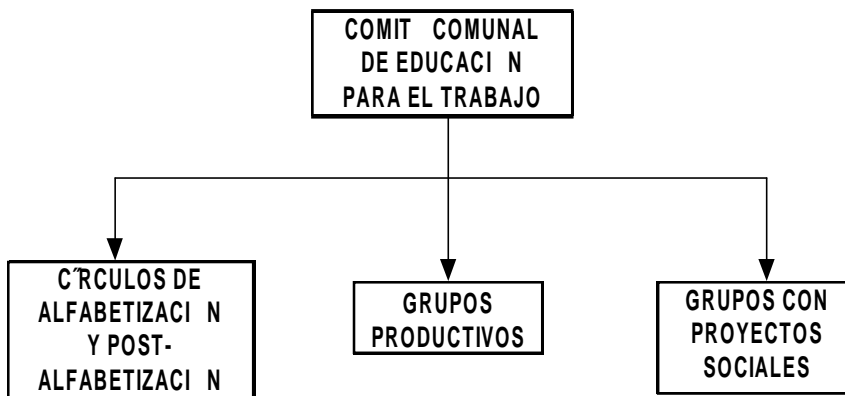 COMIT COMUNAL
DE EDUCACI N
PARA EL TRABAJO
C˝RCULOS DE
ALFABETIZACI N
Y POST-
ALFABETIZACI N
GRUPOS
PRODUCTIVOS
GRUPOS CON
PROYECTOS
SOCIALES